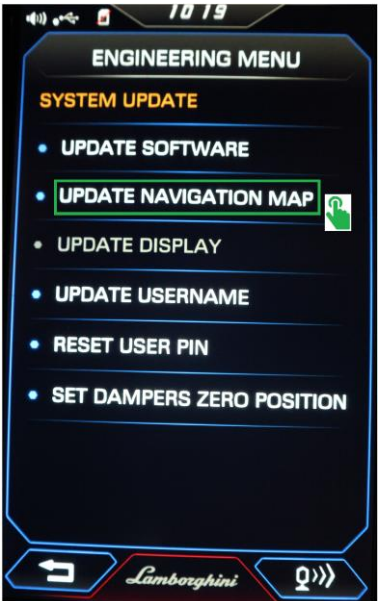 10 19
ENGINEERING MENU
SYSTEM UPDATE
UPDATE SOFTWARE
UPDATE NAVIGATION MAP
UPDATE DISPLAY
UPDATE USERNAME
RESET USER PIN
SET DAMPERS ZERO POSITION
Lamborghini